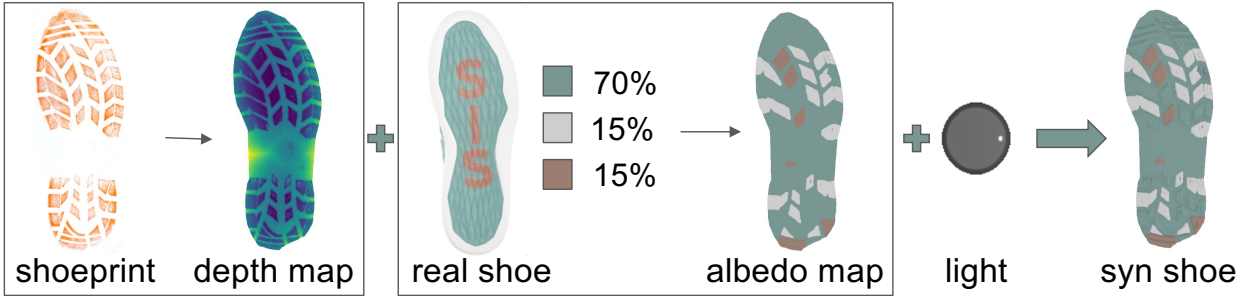 SIS
70%
15%
15%
shoeprint
depth map
real shoe
albedo map
light
syn shoe